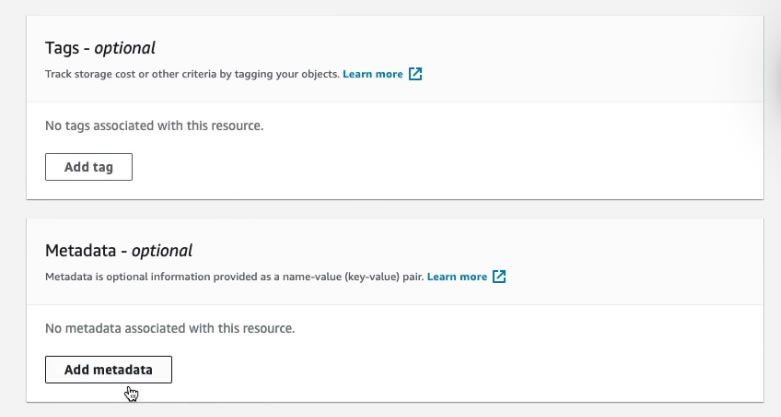 Tags - optional
Track storage cost or other criteria by tagging your objects. Learn more
No tags associated with this resource.
Add tag
Metadata - optional
Metadata is optional information provided as a name-value (key-value) pair. Learn more
No metadata associated with this resource.
Add metadata